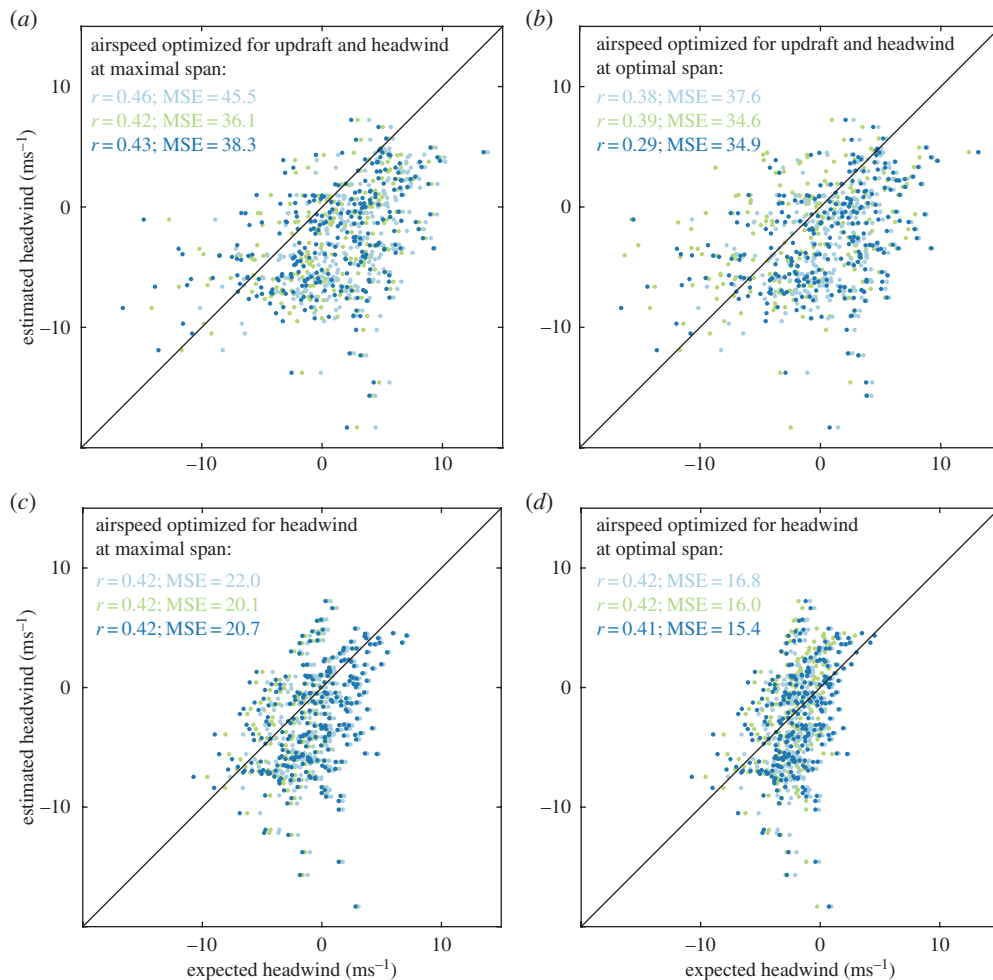 (a)
airspeed optimized for updraft and headwind
at maximal span:
r = 0.46; MSE = 45.5
r = 0.42; MSE = 36.1
r = 0.43; MSE = 38.3
10
0
−10
estimated headwind (ms⁻¹)
−10
0
10
(b)
airspeed optimized for updraft and headwind
at optimal span:
r = 0.38; MSE = 37.6
r = 0.39; MSE = 34.6
r = 0.29; MSE = 34.9
10
0
−10
−10
0
10
(c)
airspeed optimized for headwind
at maximal span:
r = 0.42; MSE = 22.0
r = 0.42; MSE = 20.1
r = 0.42; MSE = 20.7
10
0
−10
estimated headwind (ms⁻¹)
−10
0
10
expected headwind (ms⁻¹)
(d)
airspeed optimized for headwind
at optimal span:
r = 0.42; MSE = 16.8
r = 0.42; MSE = 16.0
r = 0.41; MSE = 15.4
10
0
−10
−10
0
10
expected headwind (ms⁻¹)